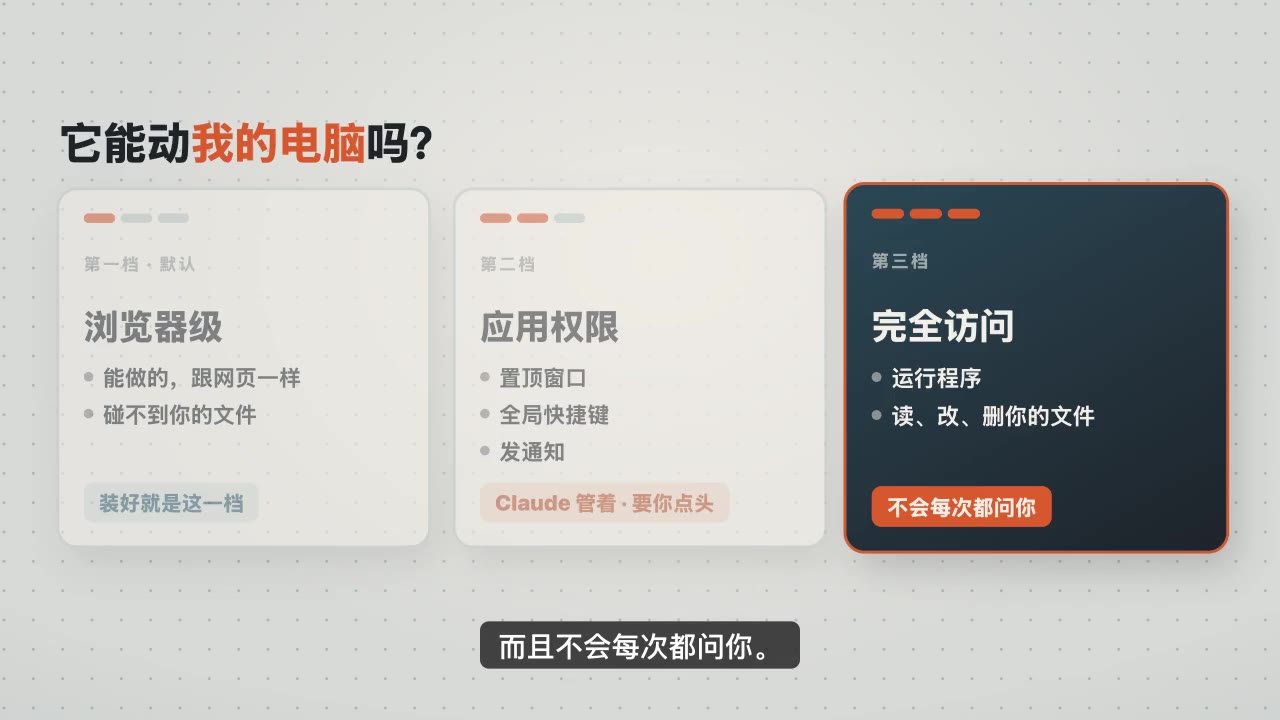 它能动我的电脑吗?
第一档·默认
浏览器级
能做的，跟网页一样
碰不到你的文件
装好就是这一档
第二档
应用权限
置顶窗口
全局快捷键
发通知
Claude 管着·要你点头
第三档
完全访问
运行程序
读、改、删你的文件
不会每次都问你
而且不会每次都问你。